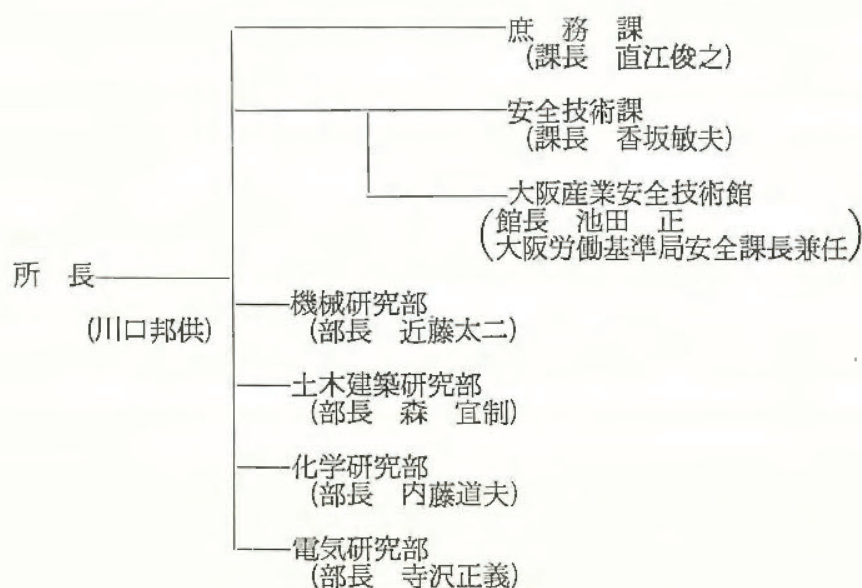 庶務課
(課長 直江俊之)
安全技術課
(課長 香坂敏夫)
大阪産業安全技術館
(館長 池田 正
大阪労働基準局安全課長兼任)
所 長
(川口邦供)
機械研究部
(部長 近藤太二)
土木建築研究部
(部長 森 宜制)
化学研究部
(部長 内藤道夫)
電気研究部
(部長 寺沢正義)